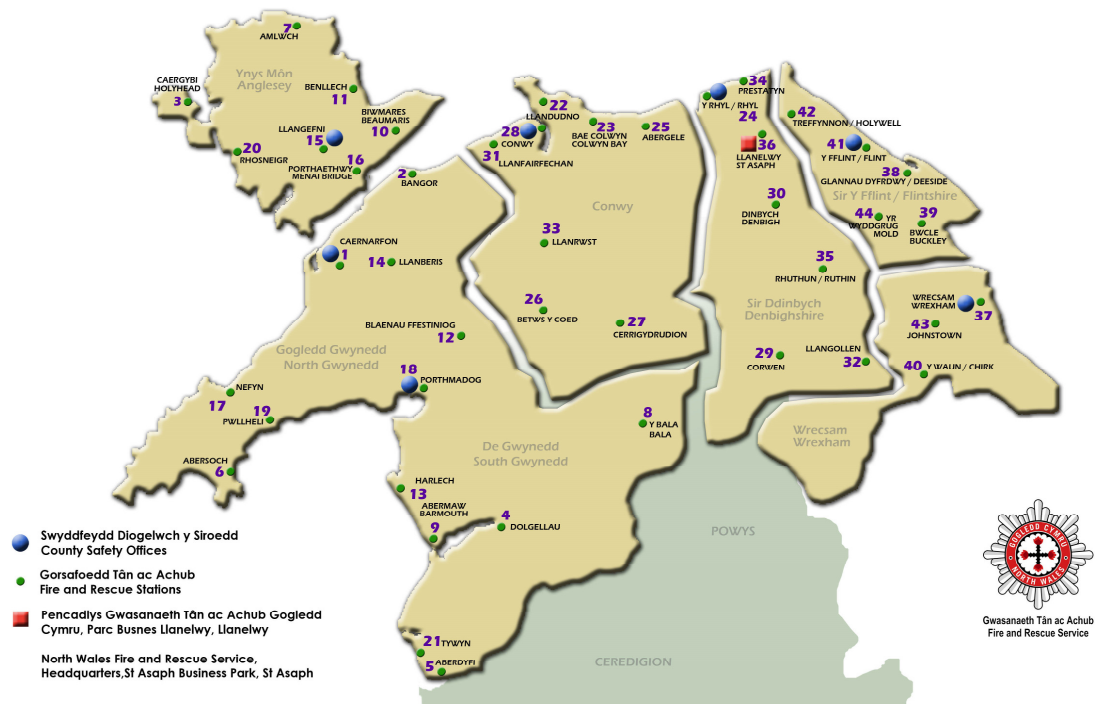 7
AMLWCH
Ynys Môn
Anglesey
CAERGYBI
HOLYHEAD
3
BENLLECH
11
BIWMARES
BEAUMARIS
10
LLANGEFNI
15
20
RHOSNEIGR
16
PORTHAETHWY
MENAI BRIDGE
2
BANGOR
CAERNARFON
1
14
LLANBERIS
BLAENAU FFESTINIOG
12
Gogledd Gwynedd
North Gwynedd
18
PORTHMADOG
NEFYN
17
19
PWLLHELI
ABERSOCH
6
22
LLANDUDNO
28
CONWY
31
LLANFAIRFECHAN
23
BAE COLWYN
COLWYN BAY
25
ABERGELE
Conwy
33
LLANRWST
26
BETWS Y COED
27
CERRIGYDRUDION
34
PRESTATYN
Y RHYL / RHYL
24
36
LLANELWY
ST ASAPH
30
DINBYCH
DENBIGH
35
RHUTHUN / RUTHIN
Sir Ddinbych
Denbighshire
29
CORWEN
LLANGOLLEN
32
42
TREFFYNNON / HOLYWELL
41
Y FFLINT / FLINT
38
GLANNAU DYFRDWY / DEESIDE
Sir Y Fflint / Flintshire
44
YR
WYDDGRUG
MOLD
39
BWCLE
BUCKLEY
WRECSAM
WREXHAM
37
43
JOHNSTOWN
40
Y WAUN / CHIRK
Wrecsam
Wrexham
8
Y BALA
BALA
De Gwynedd
South Gwynedd
HARLECH
13
ABERMAW
BARMOUTH
9
4
DOLGELLAU
21
TYWYN
5
ABERDYFI
POWYS
CEREDIGION
Swyddfeydd Diogelwch y Siroedd
County Safety Offices
Gorsafoedd Tân ac Achub
Fire and Rescue Stations
Pencadlys Gwasanaeth Tân ac Achub Gogledd
Cymru, Parc Busnes Llanelwy, Llanelwy
North Wales Fire and Rescue Service,
Headquarters,St Asaph Business Park, St Asaph
GOGLEDD CYMRU
NORTH WALES
Gwasanaeth Tân ac Achub
Fire and Rescue Service